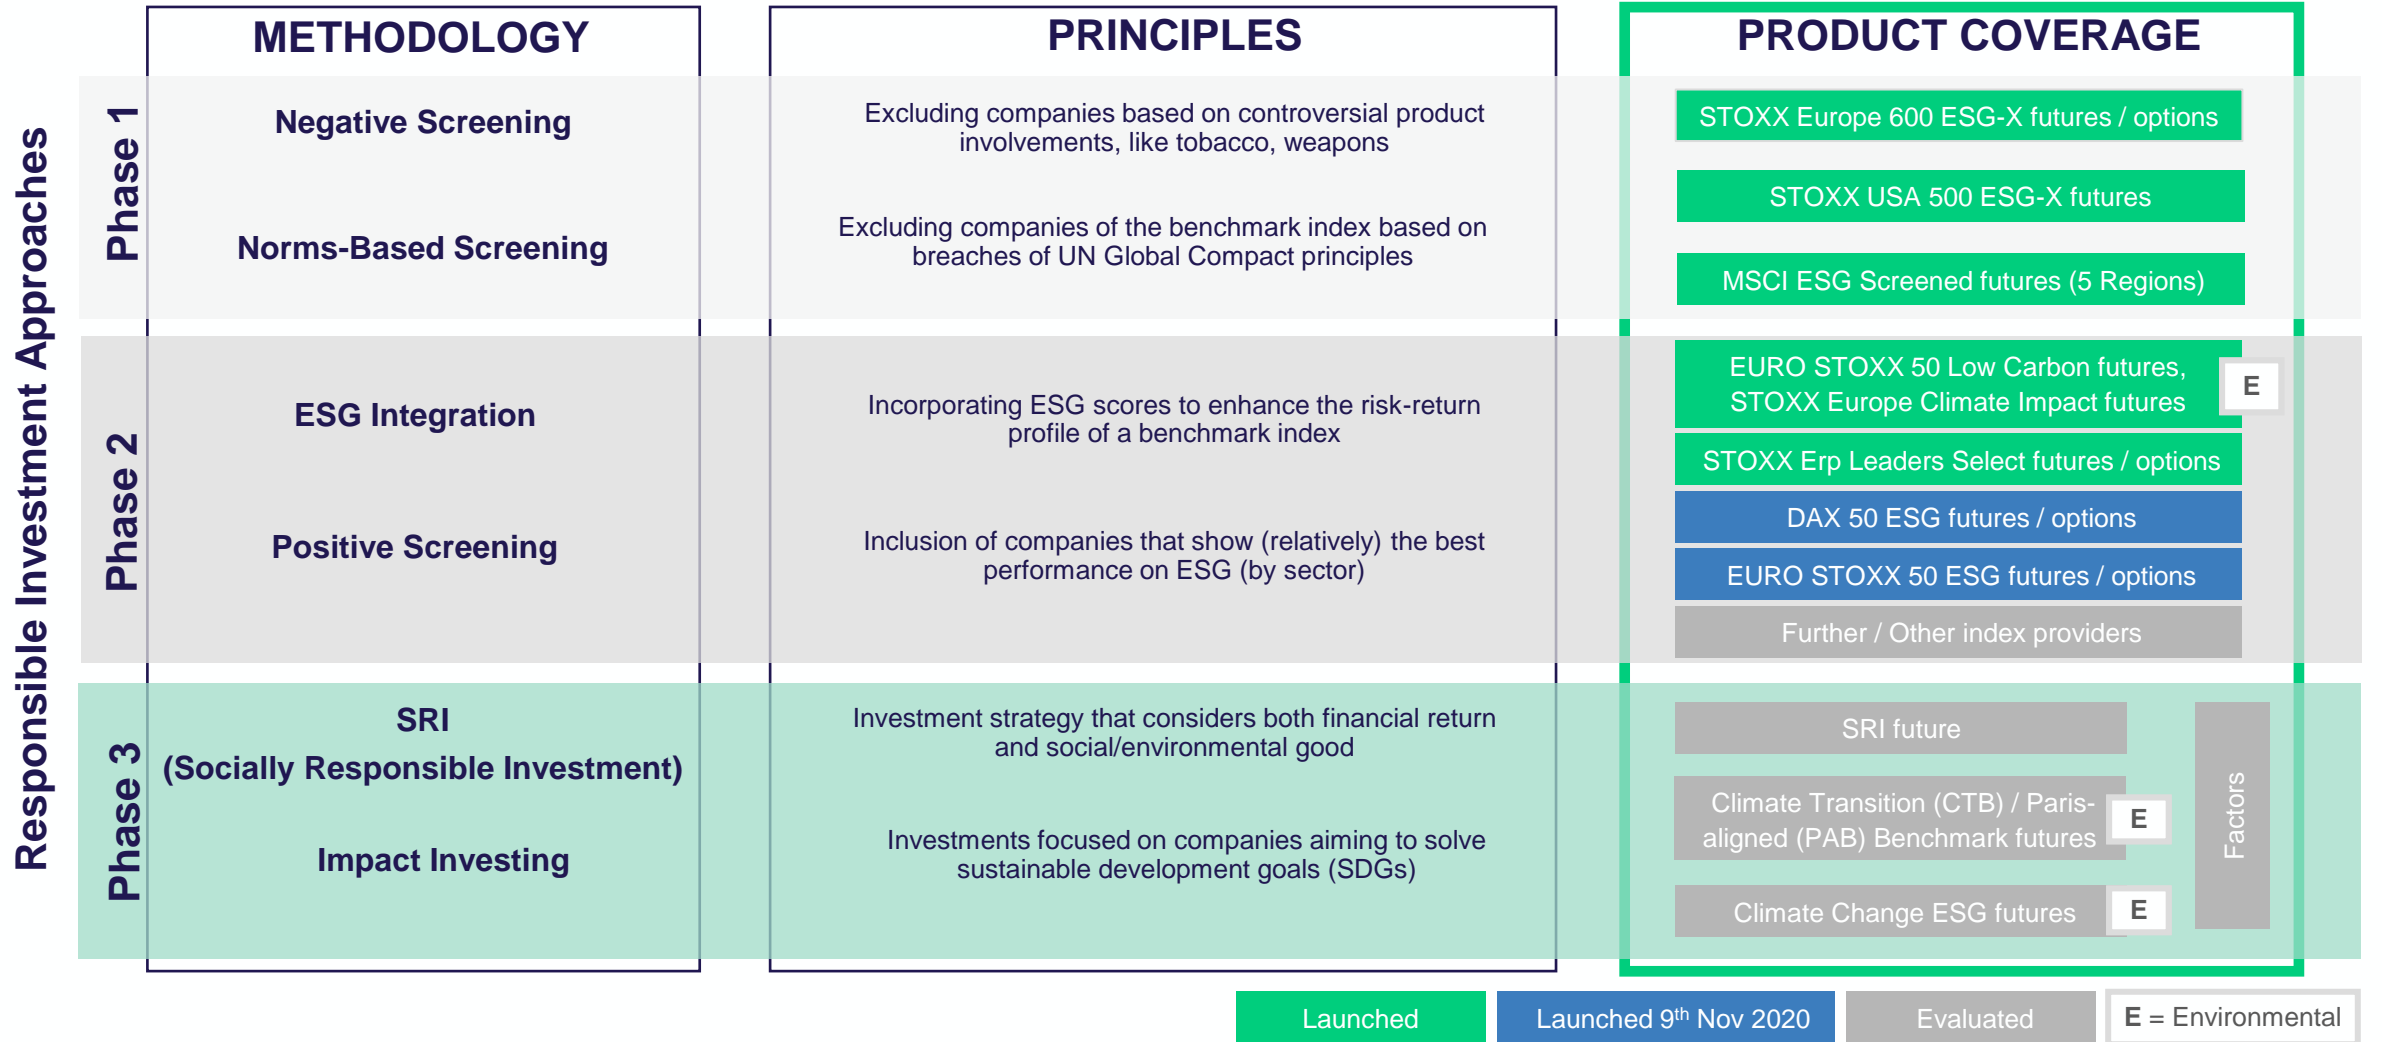 Responsible Investment Approaches
METHODOLOGY
PRINCIPLES
PRODUCT COVERAGE
Phase 1
Negative Screening
Excluding companies based on controversial product
involvements, like tobacco, weapons
Norms-Based Screening
Excluding companies of the benchmark index based on
breaches of UN Global Compact principles
STOXX Europe 600 ESG-X futures / options
STOXX USA 500 ESG-X futures
MSCI ESG Screened futures (5 Regions)
Phase 2
ESG Integration
Incorporating ESG scores to enhance the risk-return
profile of a benchmark index
Positive Screening
Inclusion of companies that show (relatively) the best
performance on ESG (by sector)
EURO STOXX 50 Low Carbon futures,
STOXX Europe Climate Impact futures
E
STOXX Erp Leaders Select futures / options
DAX 50 ESG futures / options
EURO STOXX 50 ESG futures / options
Further / Other index providers
Phase 3
SRI
(Socially Responsible Investment)
Investment strategy that considers both financial return
and social/environmental good
Impact Investing
Investments focused on companies aiming to solve
sustainable development goals (SDGs)
SRI future
Climate Transition (CTB) / Paris-
aligned (PAB) Benchmark futures
E
Climate Change ESG futures
E
Factors
Launched
Launched 9th Nov 2020
Evaluated
E = Environmental